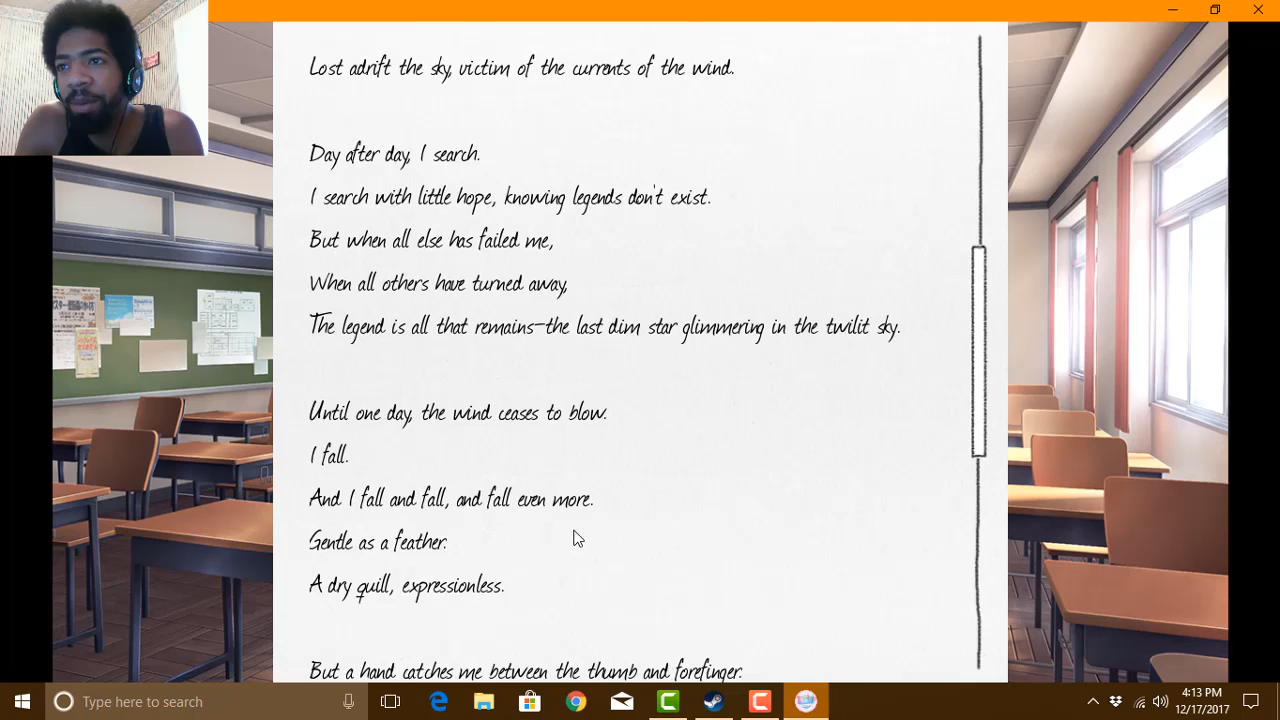 Lost adrift the sky, victim of the currents of the wind.
Day after day, I search.
I search with little hope, knowing legends don't exist.
But when all else has failed me,
When all others have turned away,
The legend is all that remains—the last dim star glimmering in the twilit sky.
Until one day, the wind ceases to blow.
I fall.
And I fall and fall, and fall even more.
Gentle as a feather.
A dry quill, expressionless.
But a hand catches me between the thumb and forefinger.
Type here to search
4:13 PM
12/17/2017